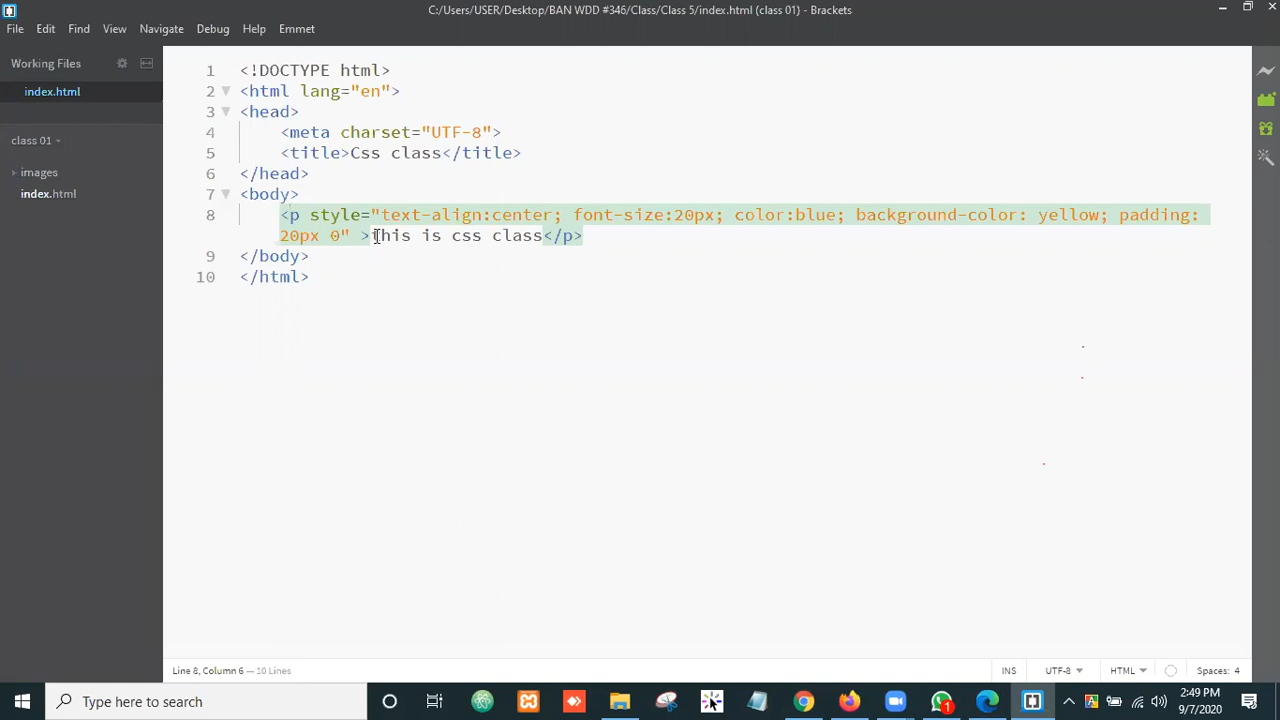 C:/Users/USER/Desktop/BAN WDD #346/Class/Class 5/index.html (class 01) - Brackets
File Edit Find View Navigate Debug Help Emmet
Working Files
index.html
class 01
images
index.html
1 <!DOCTYPE html>
2 <html lang="en">
3 <head>
4 <meta charset="UTF-8">
5 <title>Css class</title>
6 </head>
7 <body>
8 <p style="text-align:center; font-size:20px; color:blue; background-color: yellow; padding:
20px 0" >this is css class</p>
9 </body>
10 </html>
Line 8, Column 6 — 10 Lines
INS UTF-8 HTML Spaces: 4
Type here to search
1
2:49 PM
9/7/2020